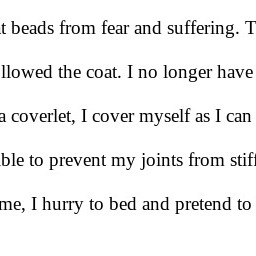 t beads from fear and suffering. T
llowed the coat. I no longer have
a coverlet, I cover myself as I can
ble to prevent my joints from stiff
me, I hurry to bed and pretend to